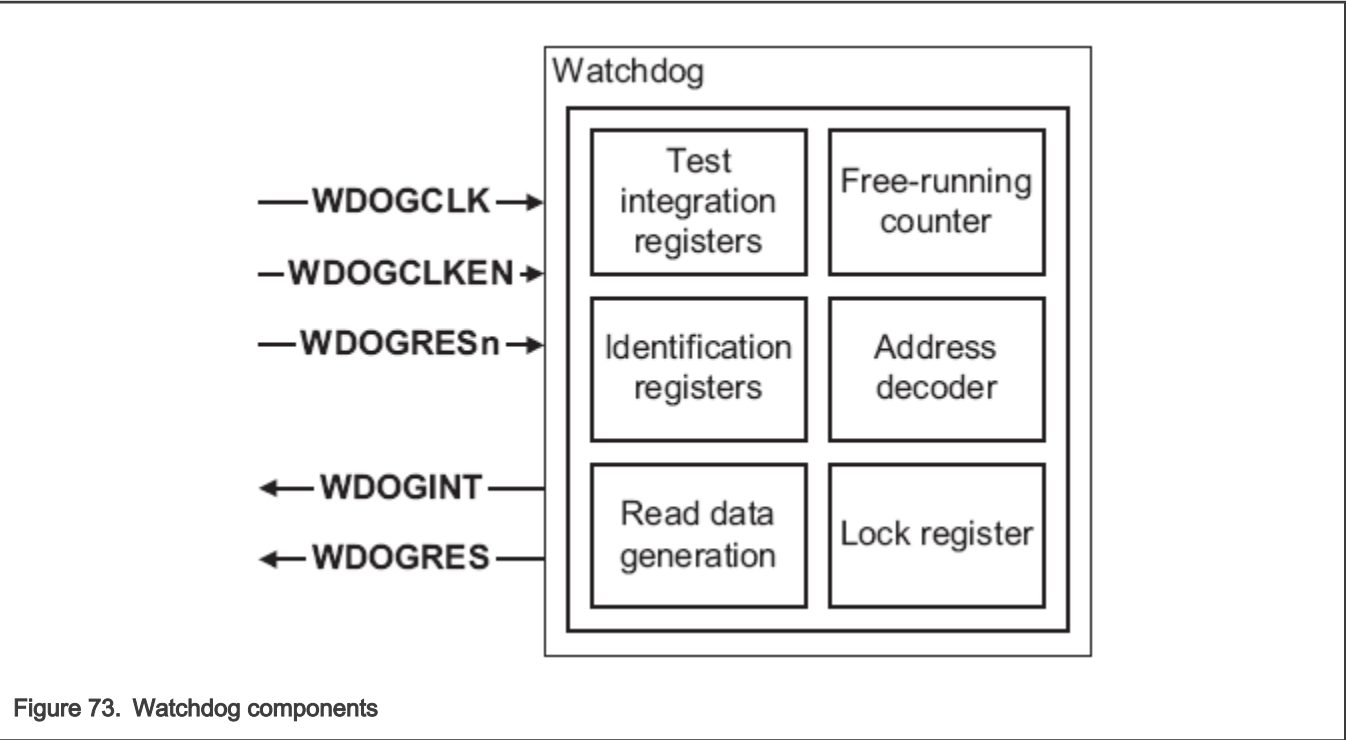 Watchdog
Test
integration
registers
Free-running
counter
WDOGCLK
WDOGCLKEN
WDOGRESn
Identification
registers
Address
decoder
WDOGINT
WDOGRES
Read data
generation
Lock register
Figure 73. Watchdog components